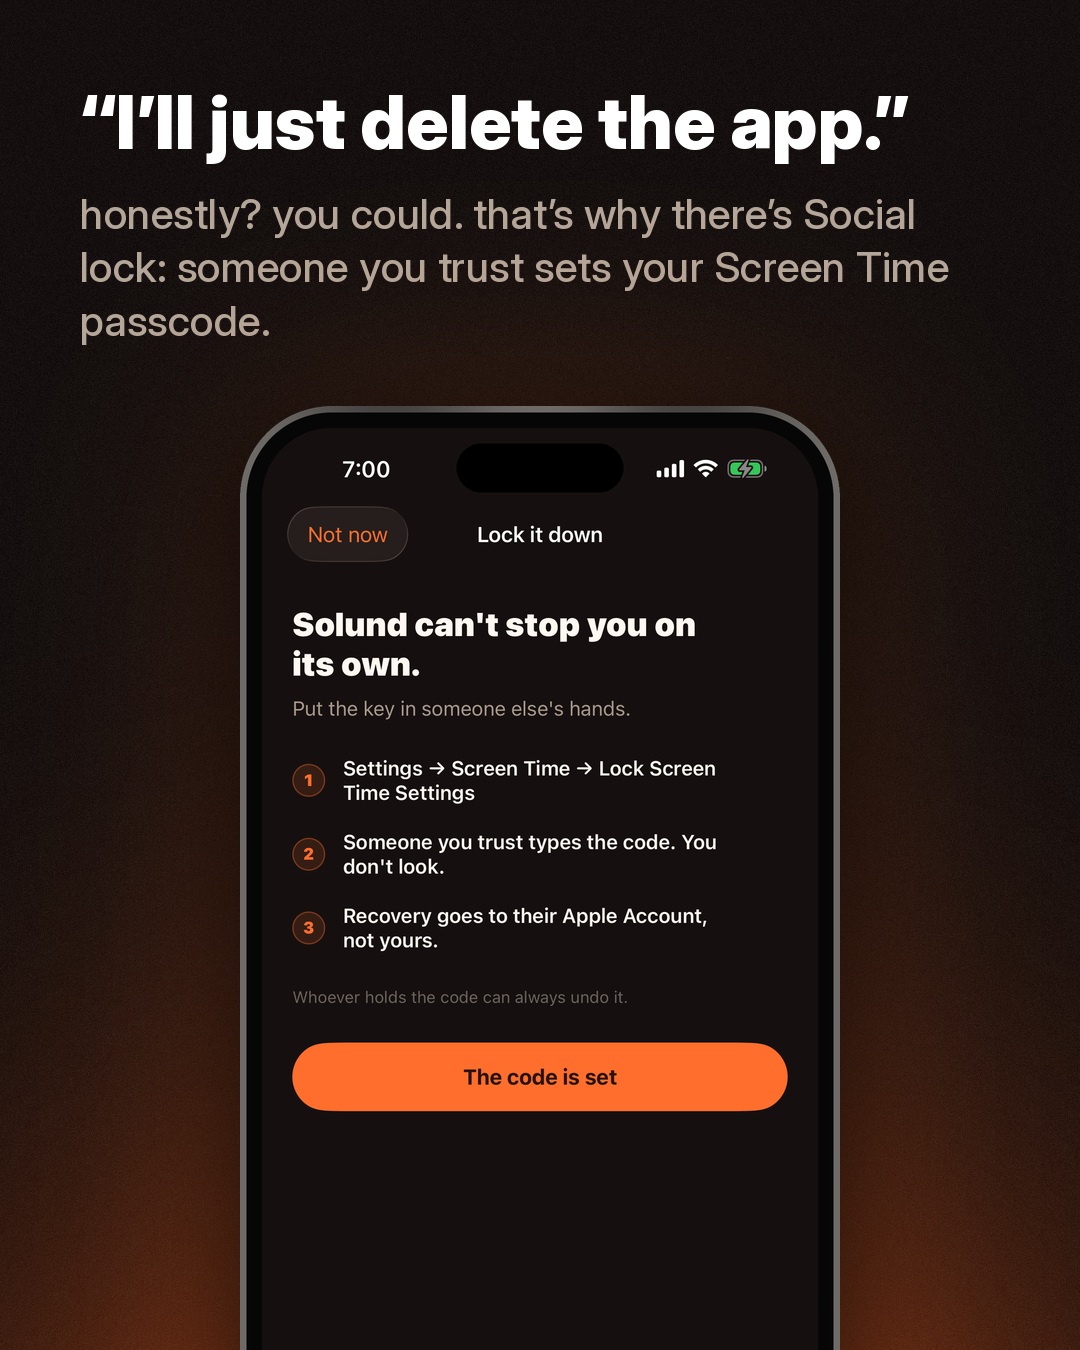 “I’ll just delete the app.”
honestly? you could. that’s why there’s Social
lock: someone you trust sets your Screen Time
passcode.
7:00
Not now
Lock it down
Solund can't stop you on
its own.
Put the key in someone else's hands.
1
Settings → Screen Time → Lock Screen
Time Settings
2
Someone you trust types the code. You
don't look.
3
Recovery goes to their Apple Account,
not yours.
Whoever holds the code can always undo it.
The code is set